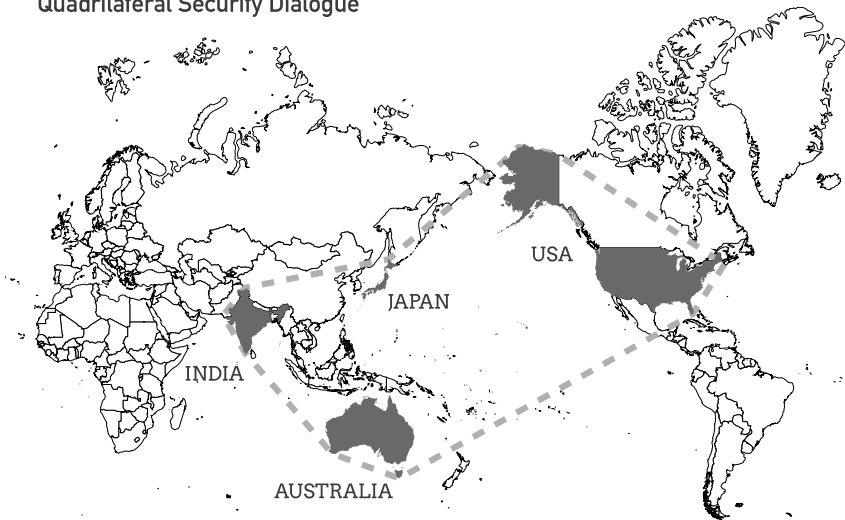 Quadrilateral Security Dialogue
USA
JAPAN
INDIA
AUSTRALIA